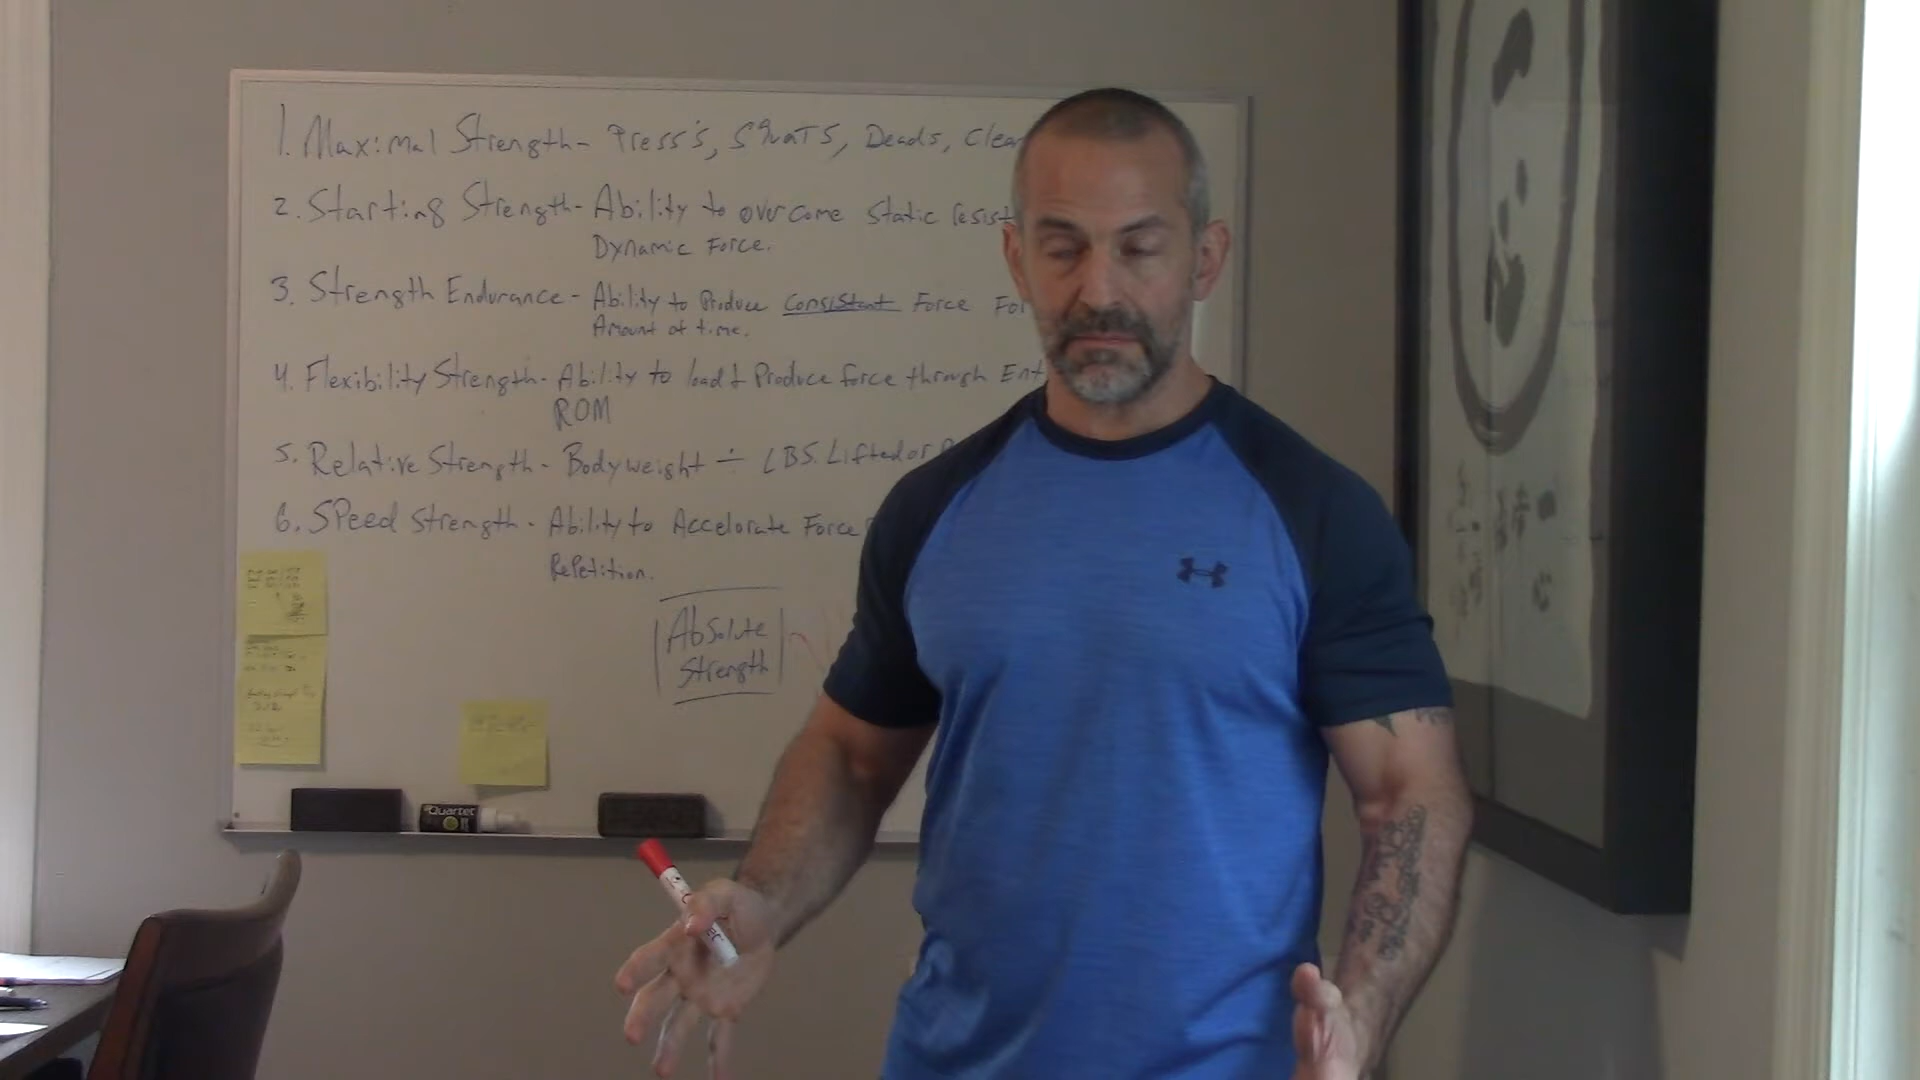 1. Maximal Strength - Press's, Squats, Deads, Clea
2. Starting Strength - Ability to overcome static resist
Dynamic Force.
3. Strength Endurance - Ability to Produce consistant Force For
Amount of time.
4. Flexibility Strength - Ability to load & Produce force through Ent
ROM
5. Relative Strength - Bodyweight ÷ LBS. Lifted or
6. Speed Strength - Ability to Accelorate Force
Repetition.
Absolute
Strength
Quartet